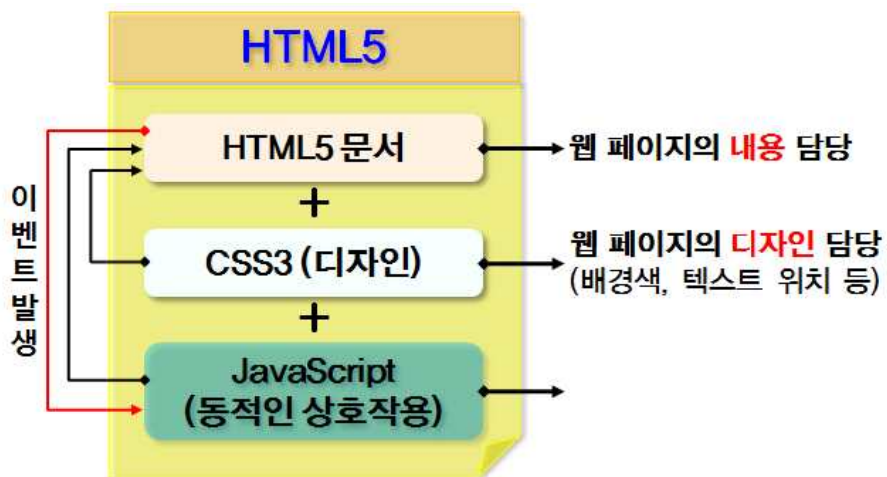 HTML5
HTML5 문서
웹 페이지의 내용 담당
+
CSS3 (디자인)
웹 페이지의 디자인 담당
(배경색, 텍스트 위치 등)
+
JavaScript
(동적인 상호작용)
이벤트발생